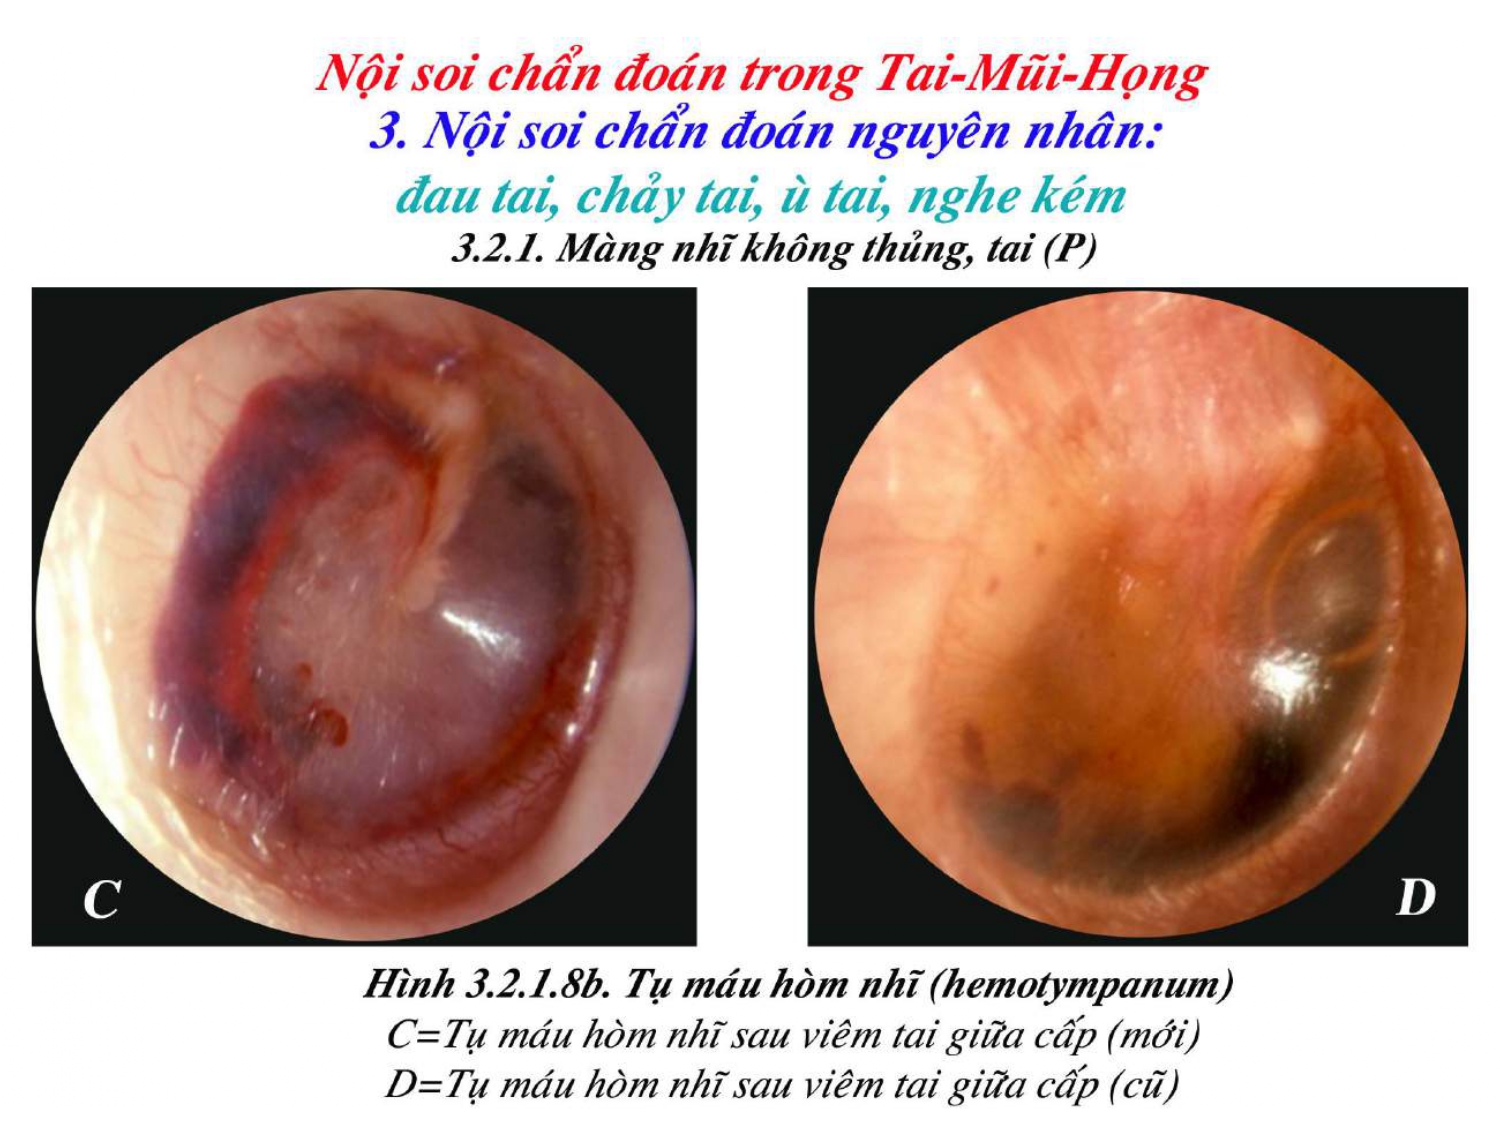 Nội soi chẩn đoán trong Tai-Mũi-Họng
3. Nội soi chẩn đoán nguyên nhân:
đau tai, chảy tai, ù tai, nghe kém
3.2.1. Màng nhĩ không thủng, tai (P)
C
D
Hình 3.2.1.8b. Tụ máu hòm nhĩ (hemotympanum)
C=Tụ máu hòm nhĩ sau viêm tai giữa cấp (mới)
D=Tụ máu hòm nhĩ sau viêm tai giữa cấp (cũ)